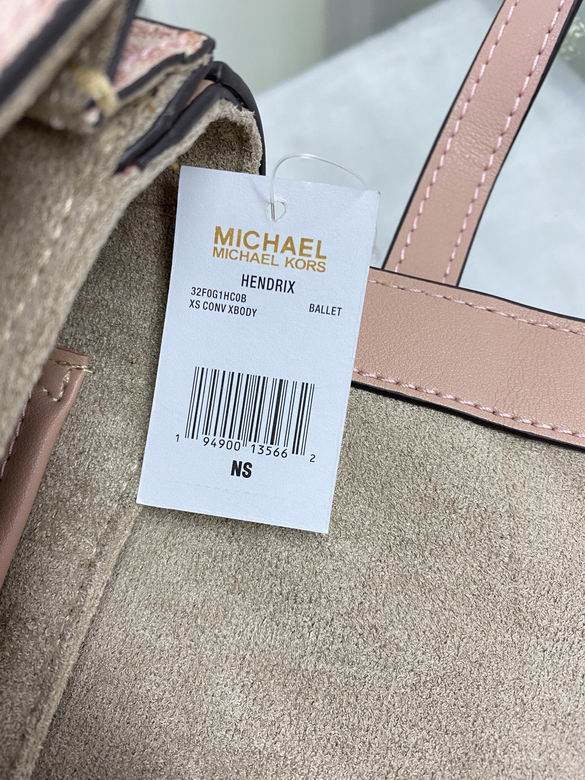 MICHAEL
MICHAEL KORS
HENDRIX
32F0G1HC0B
XS CONV XBODY BALLET
1 94900 13566 2
NS